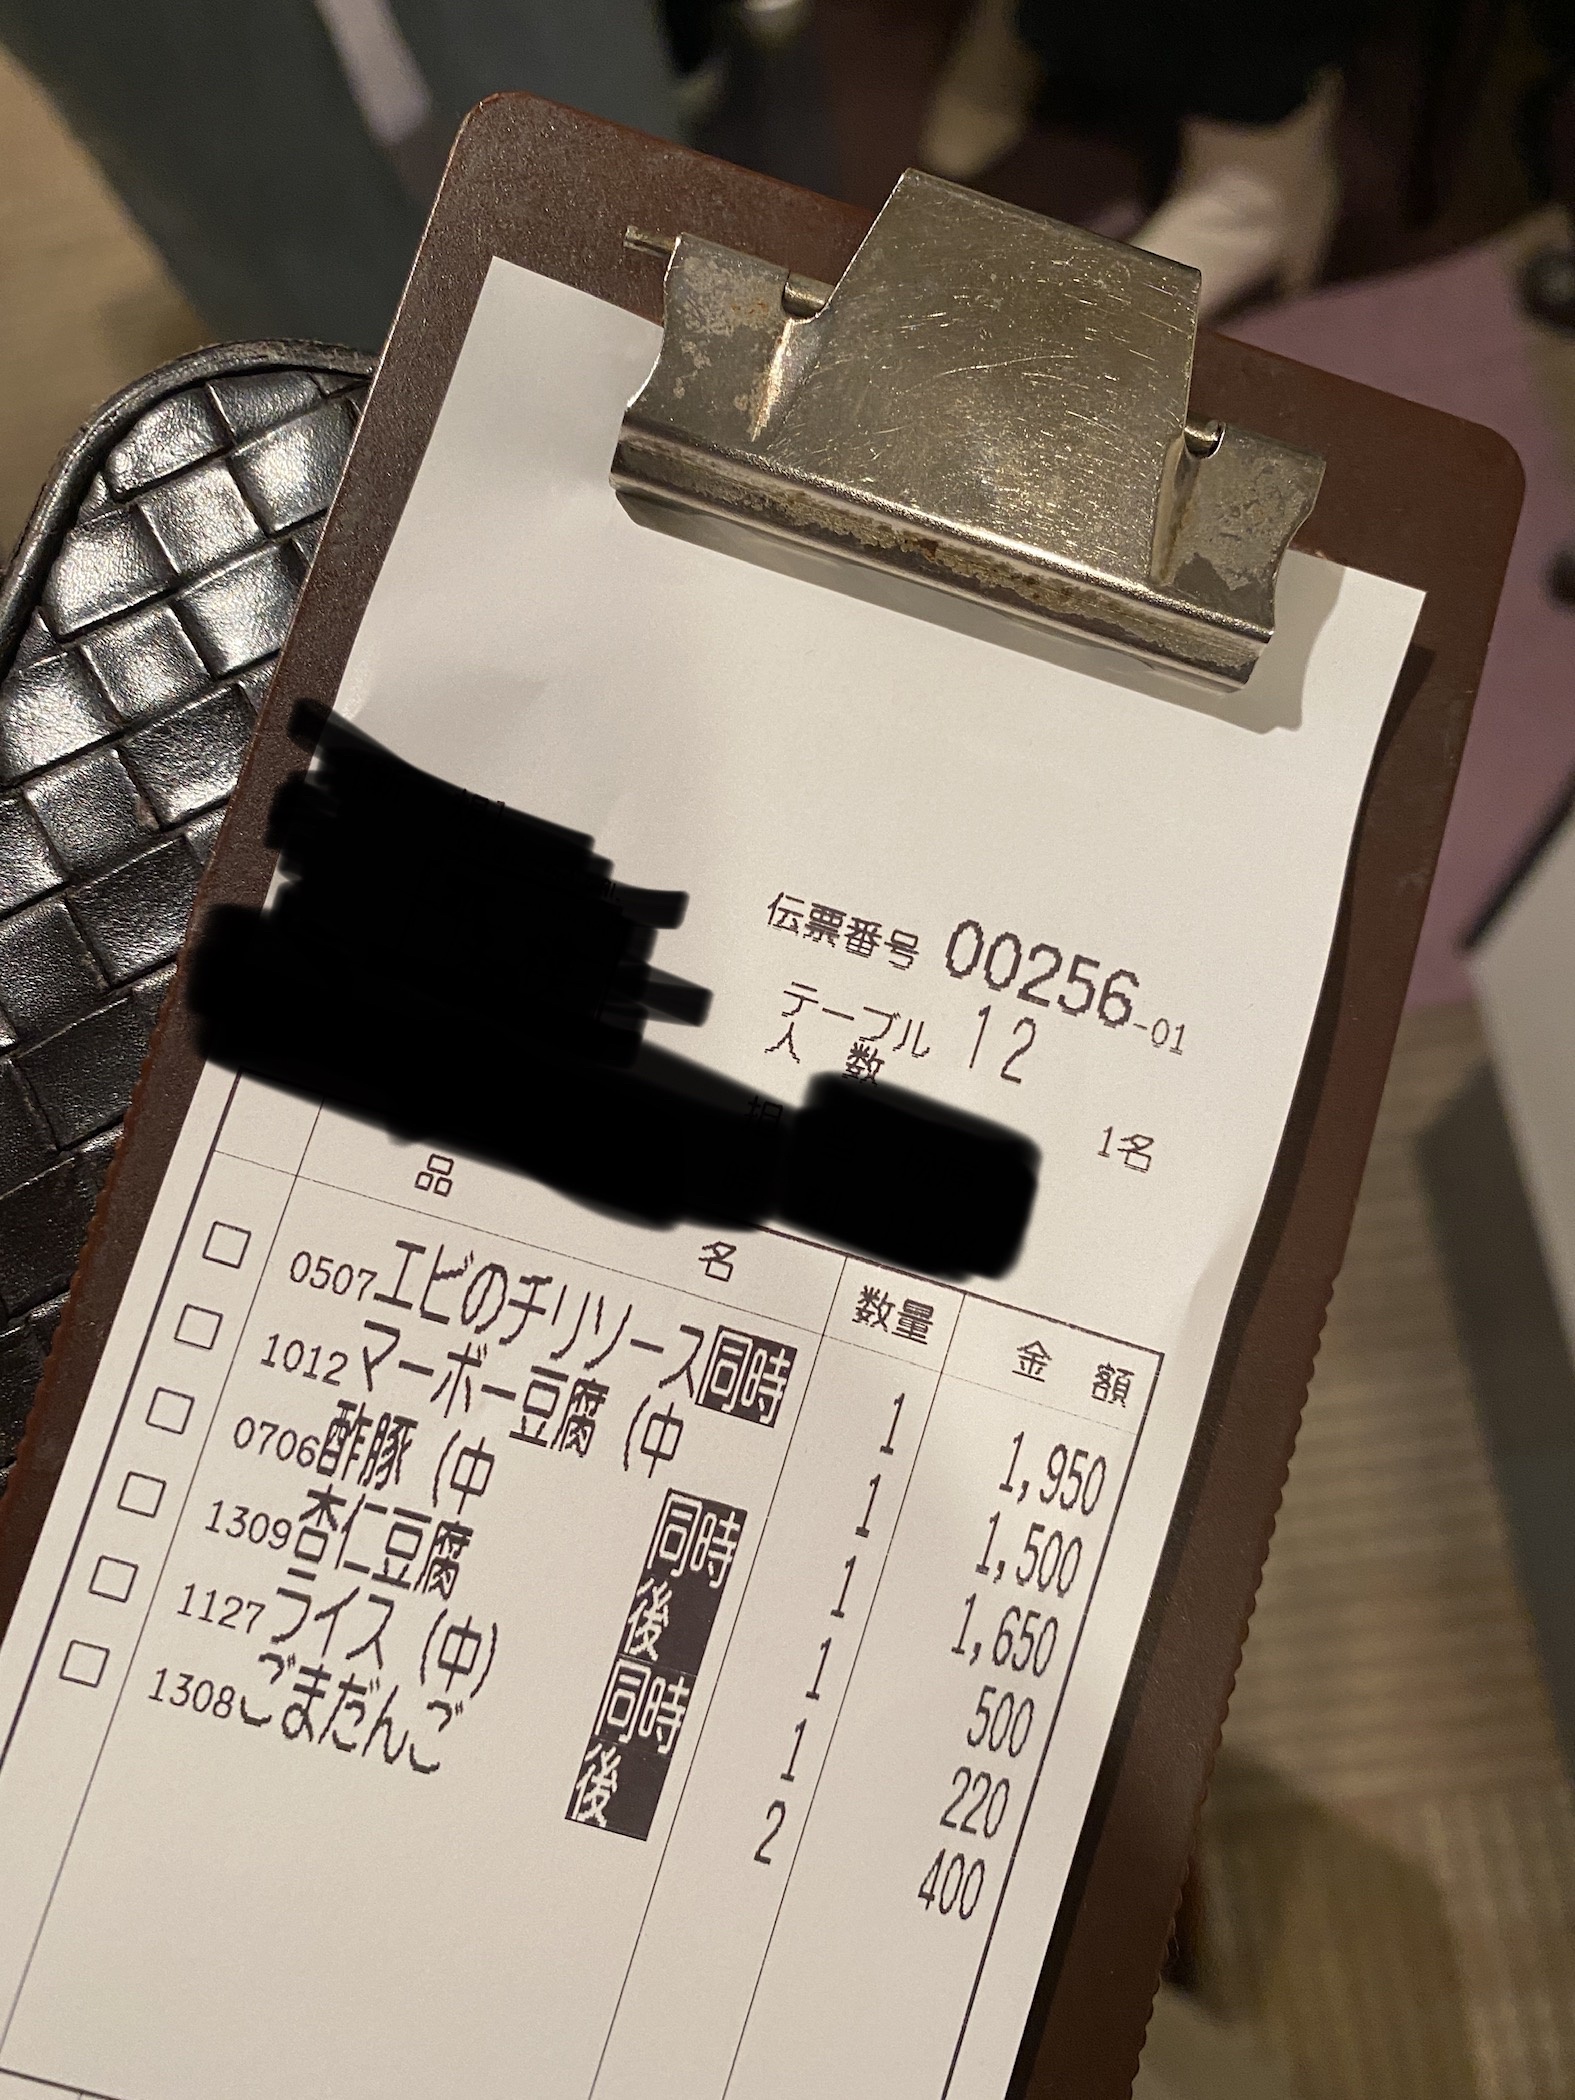 伝票番号 00256-01
テーブル 12
人 数 1名
品 名 数量 金 額
0507エビのチリソース同時 1 1,950
1012マーボー豆腐 (中 1 1,500
0706酢豚 (中 同時 1 1,650
1309杏仁豆腐 後 1 500
1127ライス (中) 同時 1 220
1308ごまだんご 後 2 400